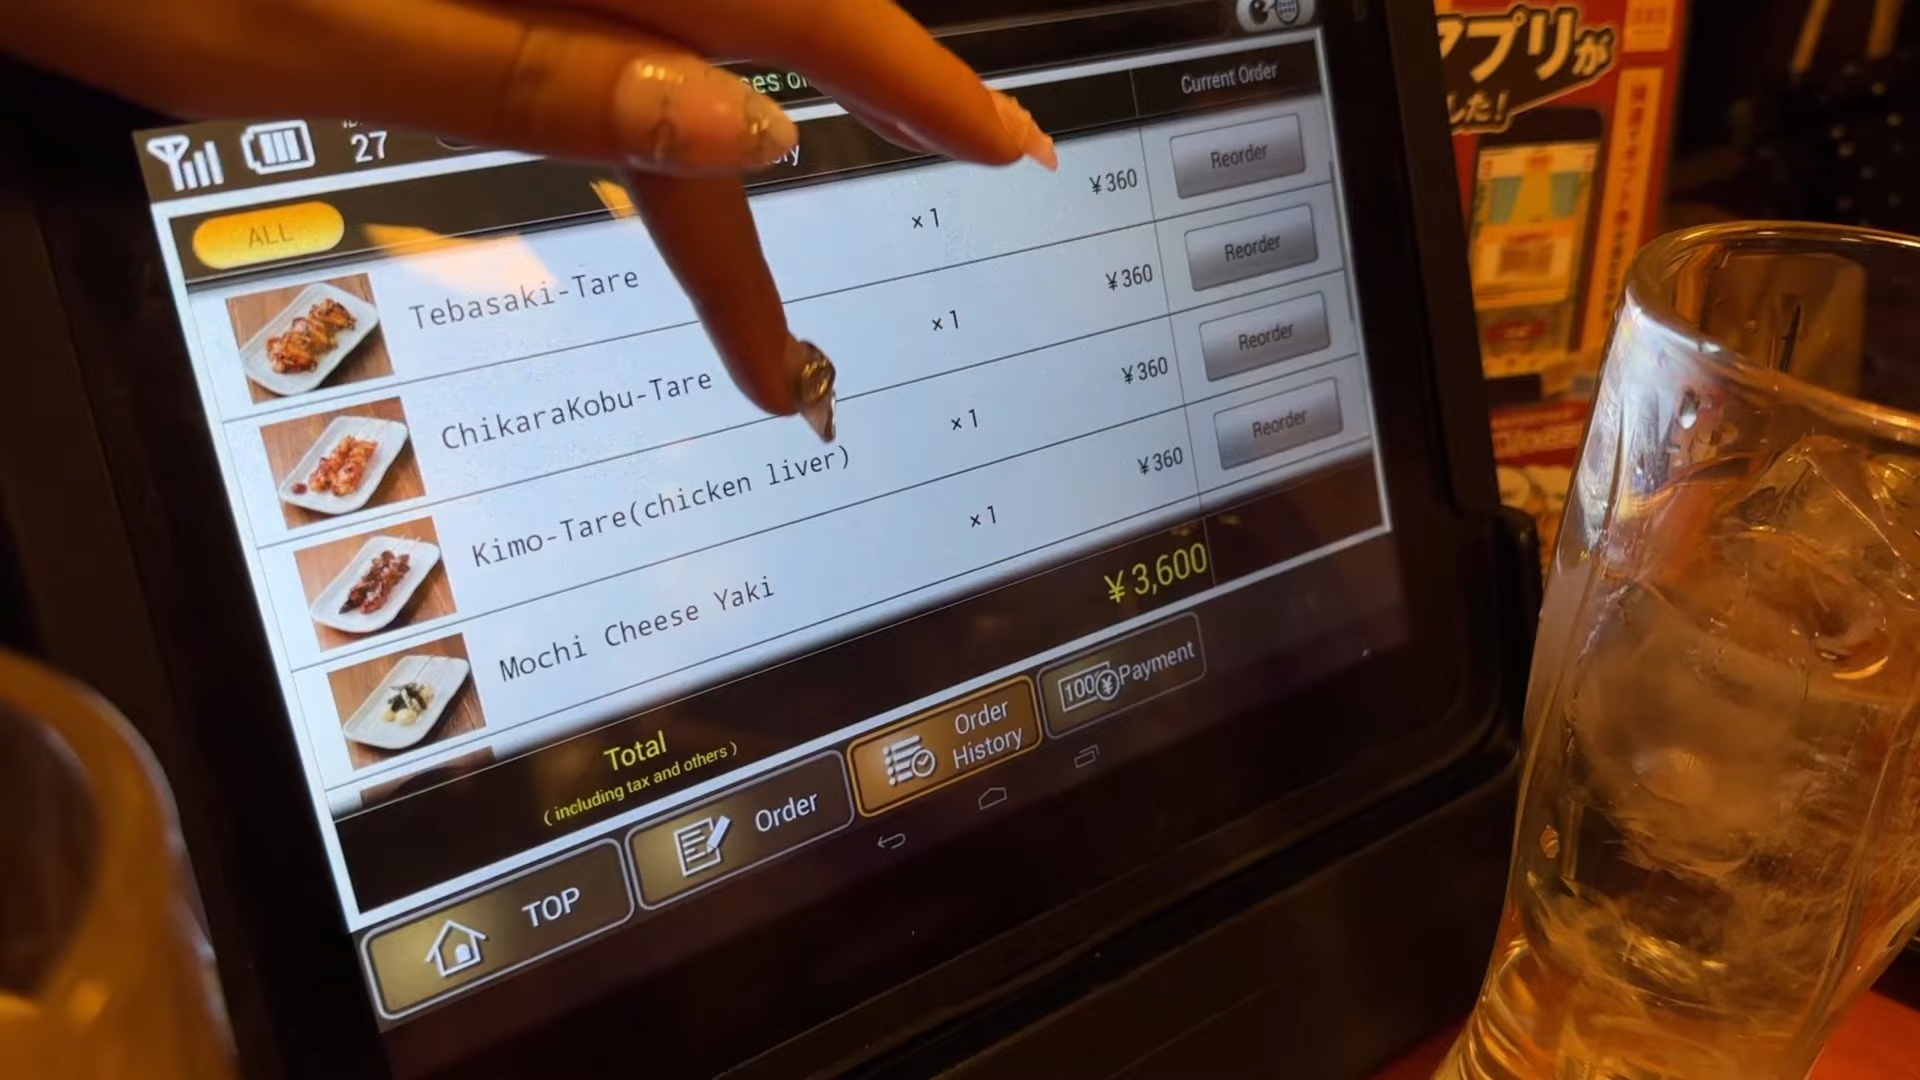 27
Current Order
ALL
Tebasaki-Tare
×1
¥360
Reorder
ChikaraKobu-Tare
×1
¥360
Reorder
Kimo-Tare(chicken liver)
×1
¥360
Reorder
Mochi Cheese Yaki
×1
¥360
Reorder
Total
(including tax and others)
¥3,600
TOP
Order
Order
History
100¥
Payment
アプリが
した!